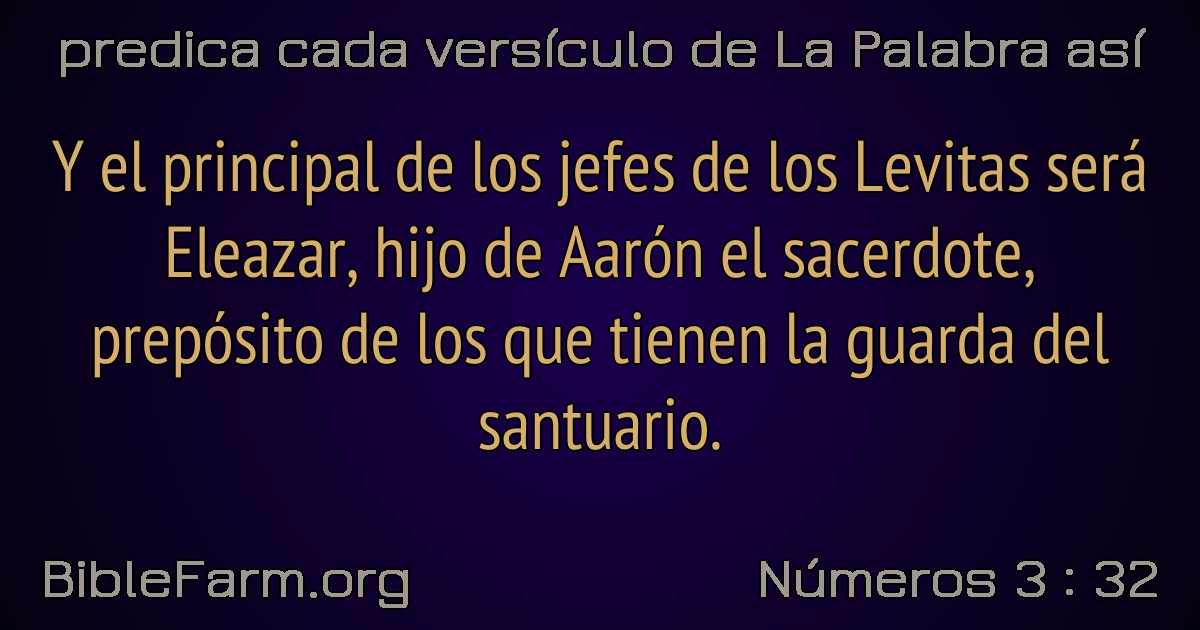 predica cada versículo de La Palabra así
Y el principal de los jefes de los Levitas será
Eleazar, hijo de Aarón el sacerdote,
prepósito de los que tienen la guarda del
santuario.
BibleFarm.org
Números 3 : 32